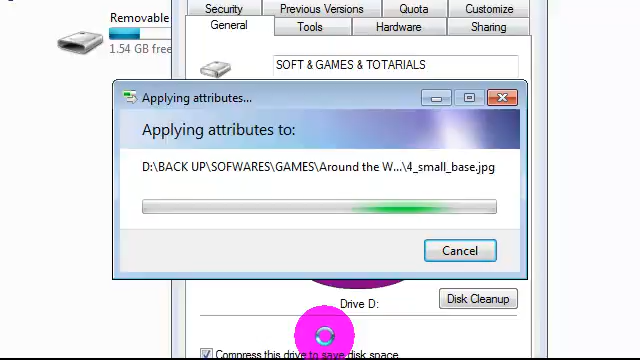 Security Previous Versions Quota Customize
Removable
General Tools Hardware Sharing
1.54 GB free
SOFT & GAMES & TOTARIALS
Applying attributes...
Applying attributes to:
D:\BACK UP\SOFWARES\GAMES\Around the W...\4_small_base.jpg
Cancel
Drive D:
Disk Cleanup
Compress this drive to save disk space